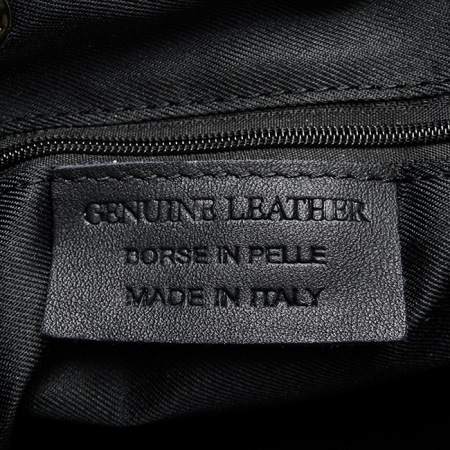 GENUINE LEATHER
BORSE IN PELLE
MADE IN ITALY